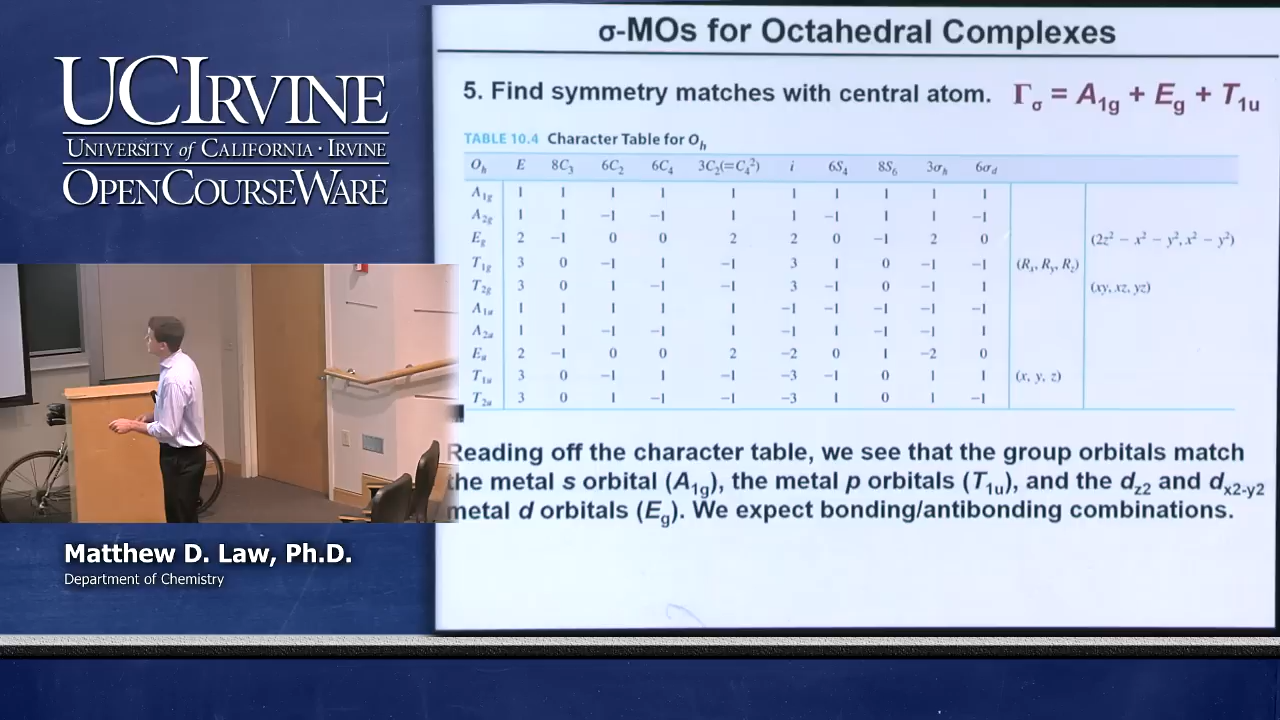 UCIRVINE
UNIVERSITY of CALIFORNIA · IRVINE
OPENCOURSEWARE
Matthew D. Law, Ph.D.
Department of Chemistry
σ-MOs for Octahedral Complexes
5. Find symmetry matches with central atom. Γσ = A1g + Eg + T1u
TABLE 10.4 Character Table for Oh
Oh E 8C3 6C2 6C4 3C2(=C4²) i 6S4 8S6 3σh 6σd
A1g 1 1 1 1 1 1 1 1 1 1
A2g 1 1 −1 −1 1 1 −1 1 1 −1
Eg 2 −1 0 0 2 2 0 −1 2 0 (2z² − x² − y², x² − y²)
T1g 3 0 −1 1 −1 3 1 0 −1 −1 (Rx, Ry, Rz)
T2g 3 0 1 −1 −1 3 −1 0 −1 1 (xy, xz, yz)
A1u 1 1 1 1 1 −1 −1 −1 −1 −1
A2u 1 1 −1 −1 1 −1 1 −1 −1 1
Eu 2 −1 0 0 2 −2 0 1 −2 0
T1u 3 0 −1 1 −1 −3 −1 0 1 1 (x, y, z)
T2u 3 0 1 −1 −1 −3 1 0 1 −1
Reading off the character table, we see that the group orbitals match
the metal s orbital (A1g), the metal p orbitals (T1u), and the dz2 and dx2-y2
metal d orbitals (Eg). We expect bonding/antibonding combinations.